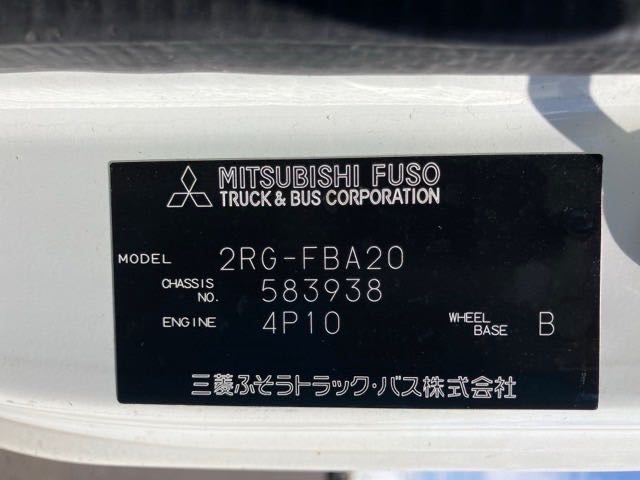 MITSUBISHI FUSO
TRUCK & BUS CORPORATION
MODEL 2RG-FBA20
CHASSIS NO. 583938
ENGINE 4P10 WHEEL BASE B
三菱ふそうトラック・バス株式会社